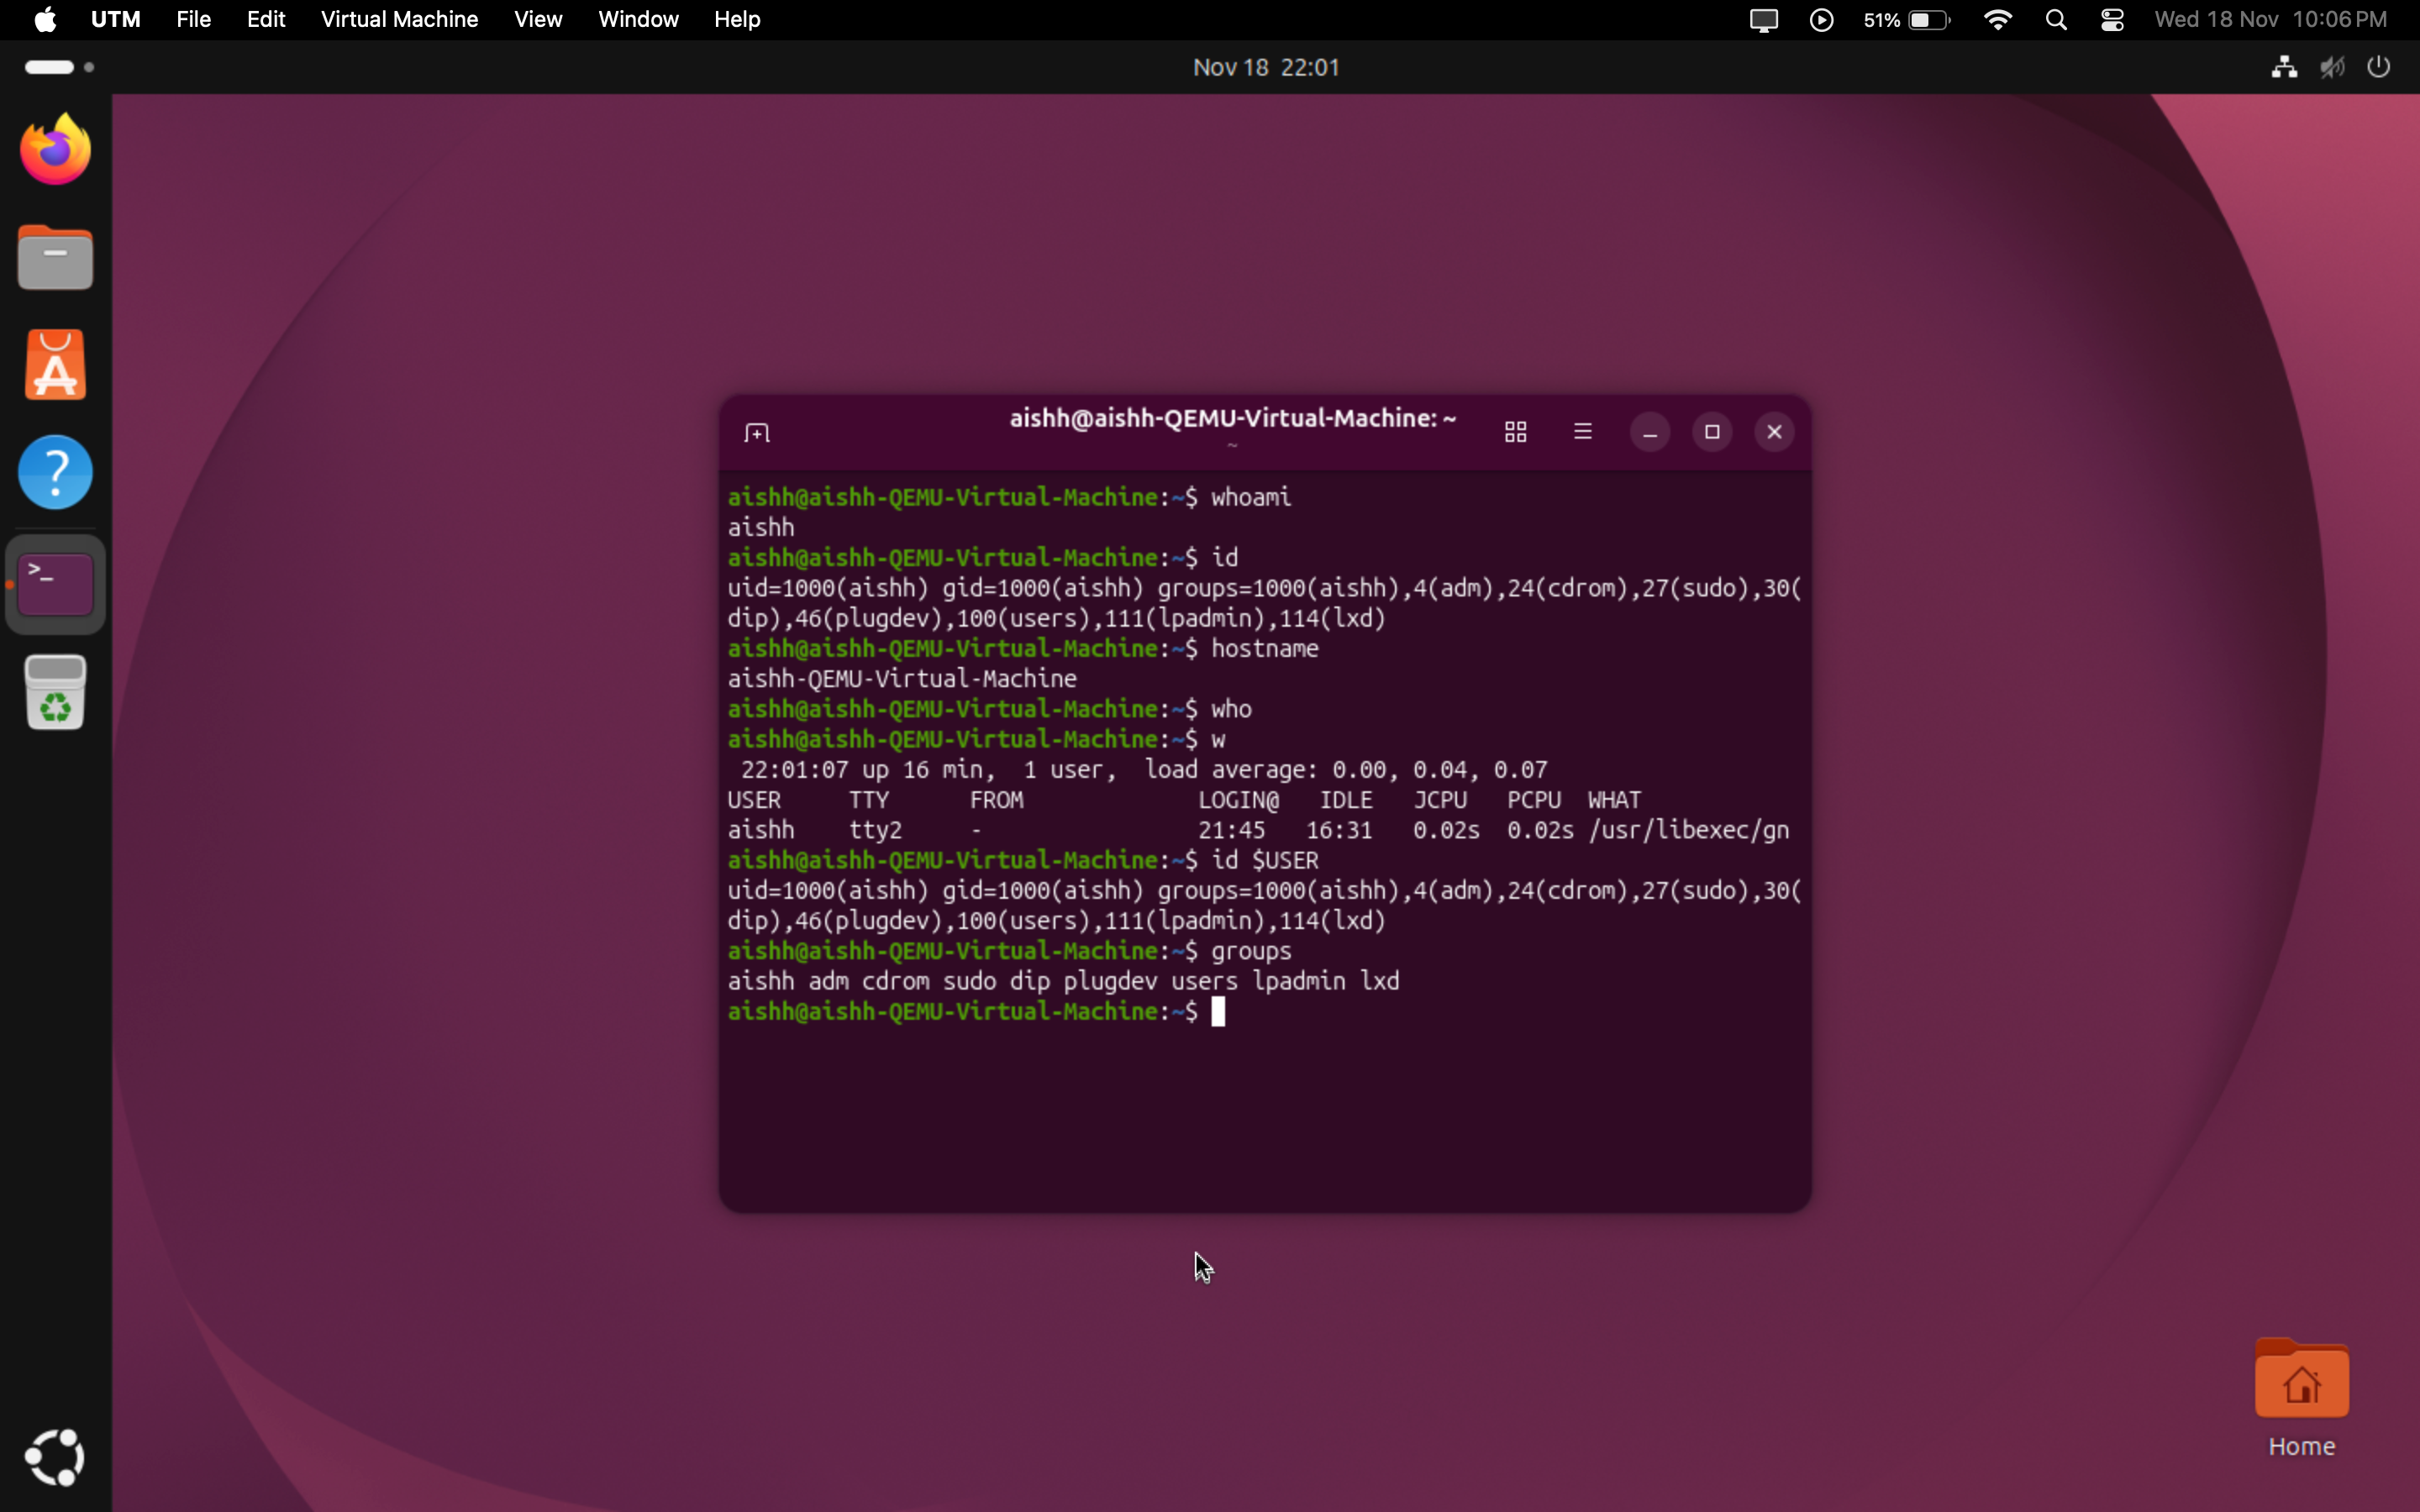 UTM File Edit Virtual Machine View Window Help 51% Wed 18 Nov 10:06 PM
Nov 18 22:01
aishh@aishh-QEMU-Virtual-Machine: ~
~
aishh@aishh-QEMU-Virtual-Machine:~$ whoami
aishh
aishh@aishh-QEMU-Virtual-Machine:~$ id
uid=1000(aishh) gid=1000(aishh) groups=1000(aishh),4(adm),24(cdrom),27(sudo),30(
dip),46(plugdev),100(users),111(lpadmin),114(lxd)
aishh@aishh-QEMU-Virtual-Machine:~$ hostname
aishh-QEMU-Virtual-Machine
aishh@aishh-QEMU-Virtual-Machine:~$ who
aishh@aishh-QEMU-Virtual-Machine:~$ w
 22:01:07 up 16 min,  1 user,  load average: 0.00, 0.04, 0.07
USER     TTY      FROM             LOGIN@   IDLE   JCPU   PCPU  WHAT
aishh    tty2     -                21:45   16:31   0.02s  0.02s /usr/libexec/gn
aishh@aishh-QEMU-Virtual-Machine:~$ id $USER
uid=1000(aishh) gid=1000(aishh) groups=1000(aishh),4(adm),24(cdrom),27(sudo),30(
dip),46(plugdev),100(users),111(lpadmin),114(lxd)
aishh@aishh-QEMU-Virtual-Machine:~$ groups
aishh adm cdrom sudo dip plugdev users lpadmin lxd
aishh@aishh-QEMU-Virtual-Machine:~$
Home